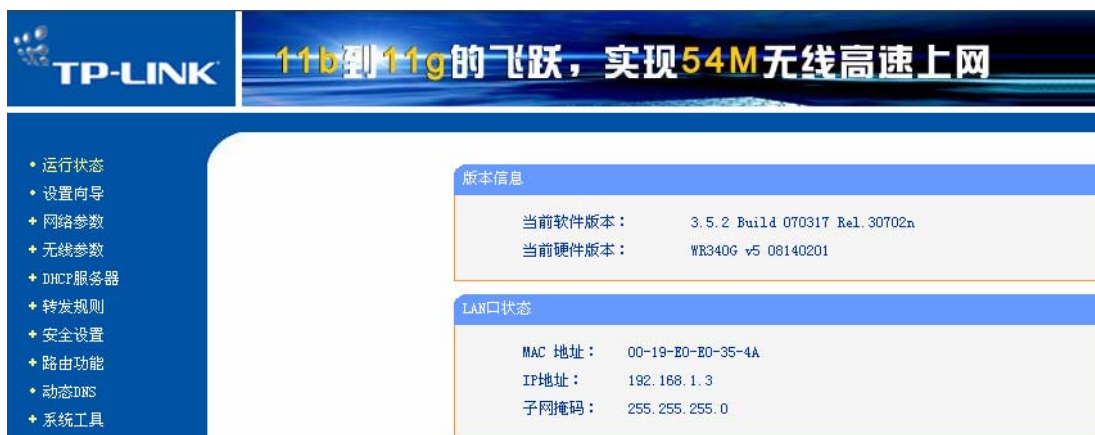 TP-LINK
11b到11g的飞跃，实现54M无线高速上网
运行状态
设置向导
网络参数
无线参数
DHCP服务器
转发规则
安全设置
路由功能
动态DNS
系统工具
版本信息
当前软件版本： 3.5.2 Build 070317 Rel.30702n
当前硬件版本： WR340G v5 08140201
LAN口状态
MAC 地址： 00-19-E0-E0-35-4A
IP地址： 192.168.1.3
子网掩码： 255.255.255.0